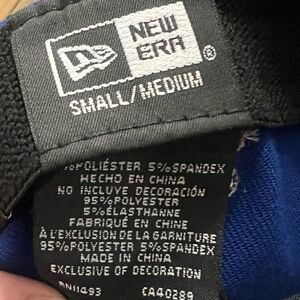 NEW
ERA®
SMALL/MEDIUM
%POLIÉSTER 5%SPANDEX
HECHO EN CHINA
NO INCLUYE DECORACIÓN
95%POLYESTER
5%ÉLASTHANNE
FABRIQUÉ EN CHINE
À L'EXCLUSION DE LA GARNITURE
95%POLYESTER 5%SPANDEX
MADE IN CHINA
EXCLUSIVE OF DECORATION
RN11493 CA40289